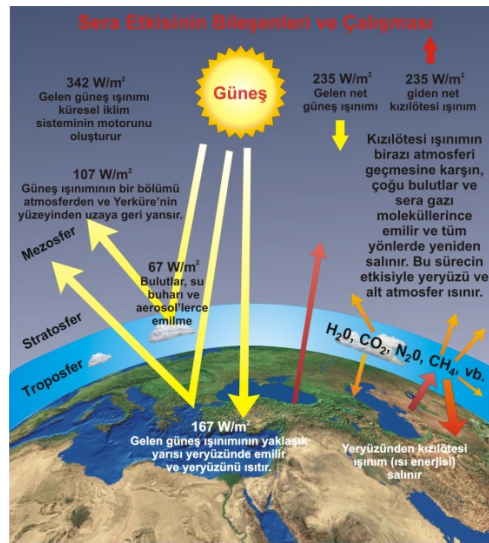 Sera Etkisinin Bileşenleri ve Çalışması
342 W/m²
Gelen güneş ışınımı
küresel iklim
sisteminin motorunu
oluşturur
Güneş
235 W/m²
Gelen net
güneş ışınımı
235 W/m²
giden net
kızılötesi ışınım
107 W/m²
Güneş ışınımının bir bölümü
atmosferden ve Yerküre'nin
yüzeyinden uzaya geri yansır.
Kızılötesi ışınımın
birazı atmosferi
geçmesine karşın,
çoğu bulutlar ve
sera gazı
moleküllerince
emilir ve tüm
yönlerde yeniden
salınır. Bu sürecin
etkisiyle yeryüzü ve
alt atmosfer ısınır.
Mezosfer
67 W/m²
Bulutlar, su
buharı ve
aerosol'lerce
emilme
Stratosfer
Troposfer
H₂0, CO₂, N₂0, CH₄, vb.
167 W/m²
Gelen güneş ışınımının yaklaşık
yarısı yeryüzünde emilir
ve yeryüzünü ısıtır.
Yeryüzünden kızılötesi
ışınım (ısı enerjisi)
salınır